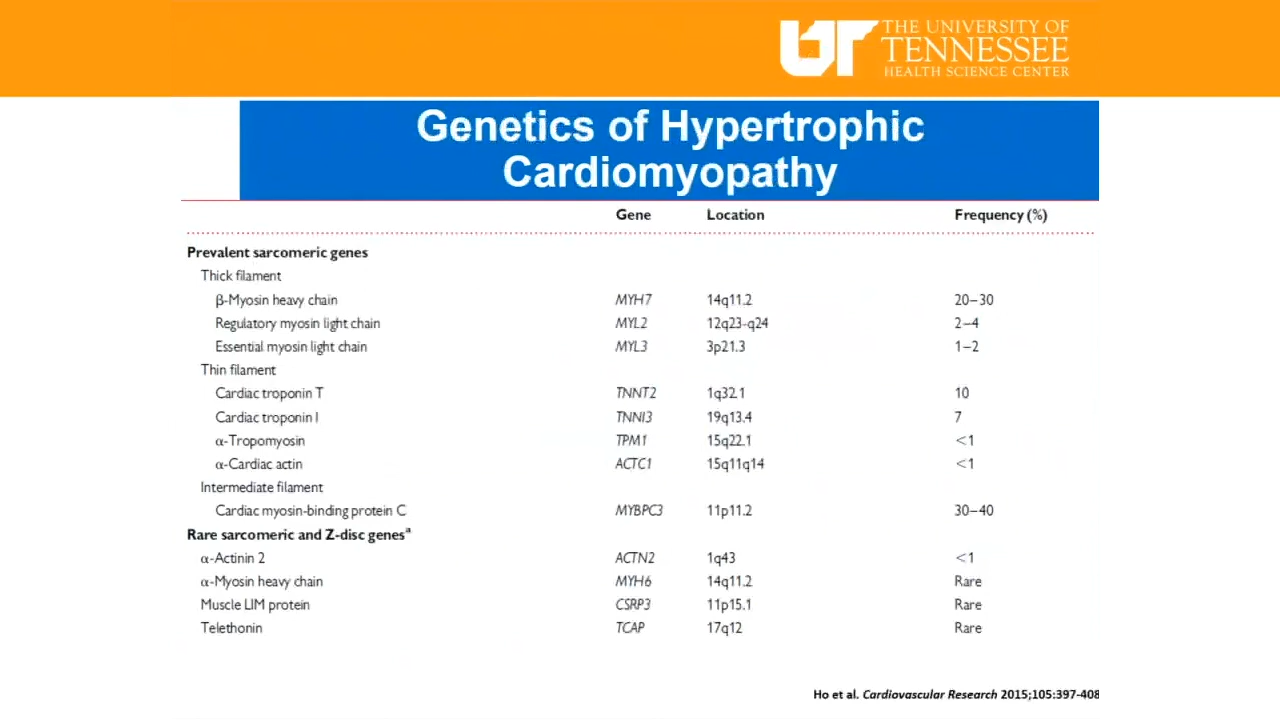 THE UNIVERSITY OF
UT TENNESSEE
HEALTH SCIENCE CENTER
Genetics of Hypertrophic
Cardiomyopathy
Gene Location Frequency (%)
Prevalent sarcomeric genes
Thick filament
β-Myosin heavy chain MYH7 14q11.2 20–30
Regulatory myosin light chain MYL2 12q23-q24 2–4
Essential myosin light chain MYL3 3p21.3 1–2
Thin filament
Cardiac troponin T TNNT2 1q32.1 10
Cardiac troponin I TNNI3 19q13.4 7
α-Tropomyosin TPM1 15q22.1 <1
α-Cardiac actin ACTC1 15q11q14 <1
Intermediate filament
Cardiac myosin-binding protein C MYBPC3 11p11.2 30–40
Rare sarcomeric and Z-disc genesᵃ
α-Actinin 2 ACTN2 1q43 <1
α-Myosin heavy chain MYH6 14q11.2 Rare
Muscle LIM protein CSRP3 11p15.1 Rare
Telethonin TCAP 17q12 Rare
Ho et al. Cardiovascular Research 2015;105:397-408